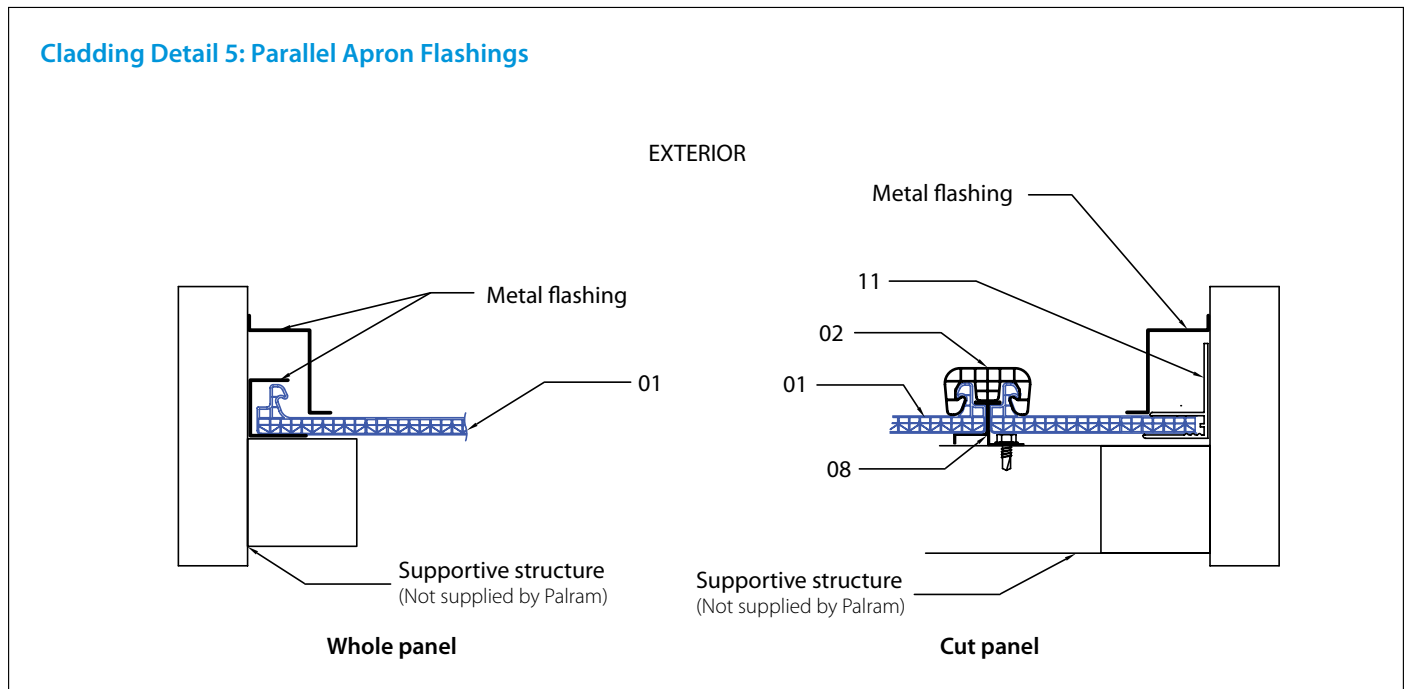 Cladding Detail 5: Parallel Apron Flashings
EXTERIOR
Metal flashing
01
Supportive structure
(Not supplied by Palram)
Whole panel
Metal flashing
11
02
01
08
Supportive structure
(Not supplied by Palram)
Cut panel